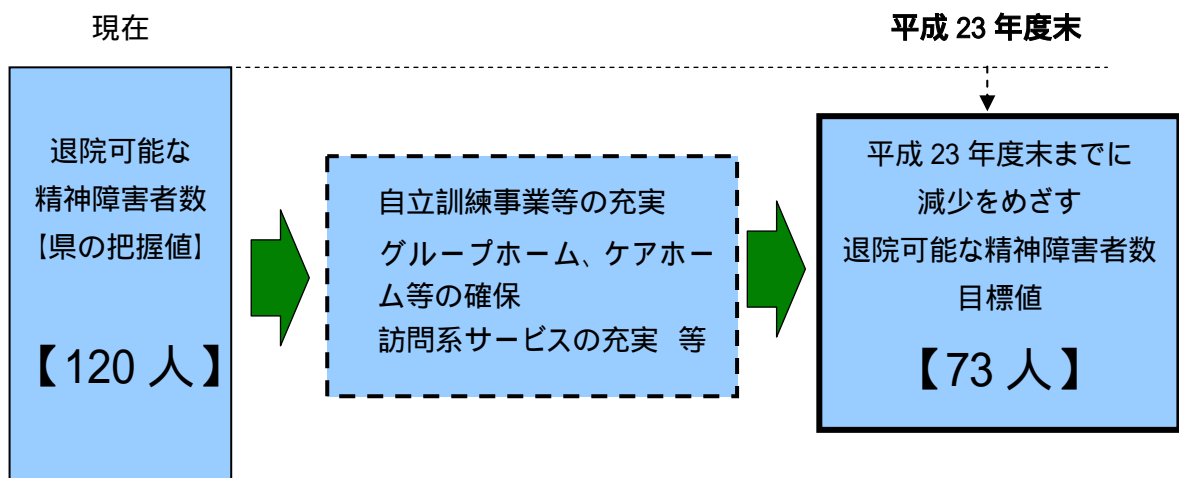 現在
平成 23 年度末
退院可能な
精神障害者数
【県の把握値】
【120 人】
自立訓練事業等の充実
グループホーム、ケアホー
ム等の確保
訪問系サービスの充実 等
平成 23 年度末までに
減少をめざす
退院可能な精神障害者数
目標値
【73 人】